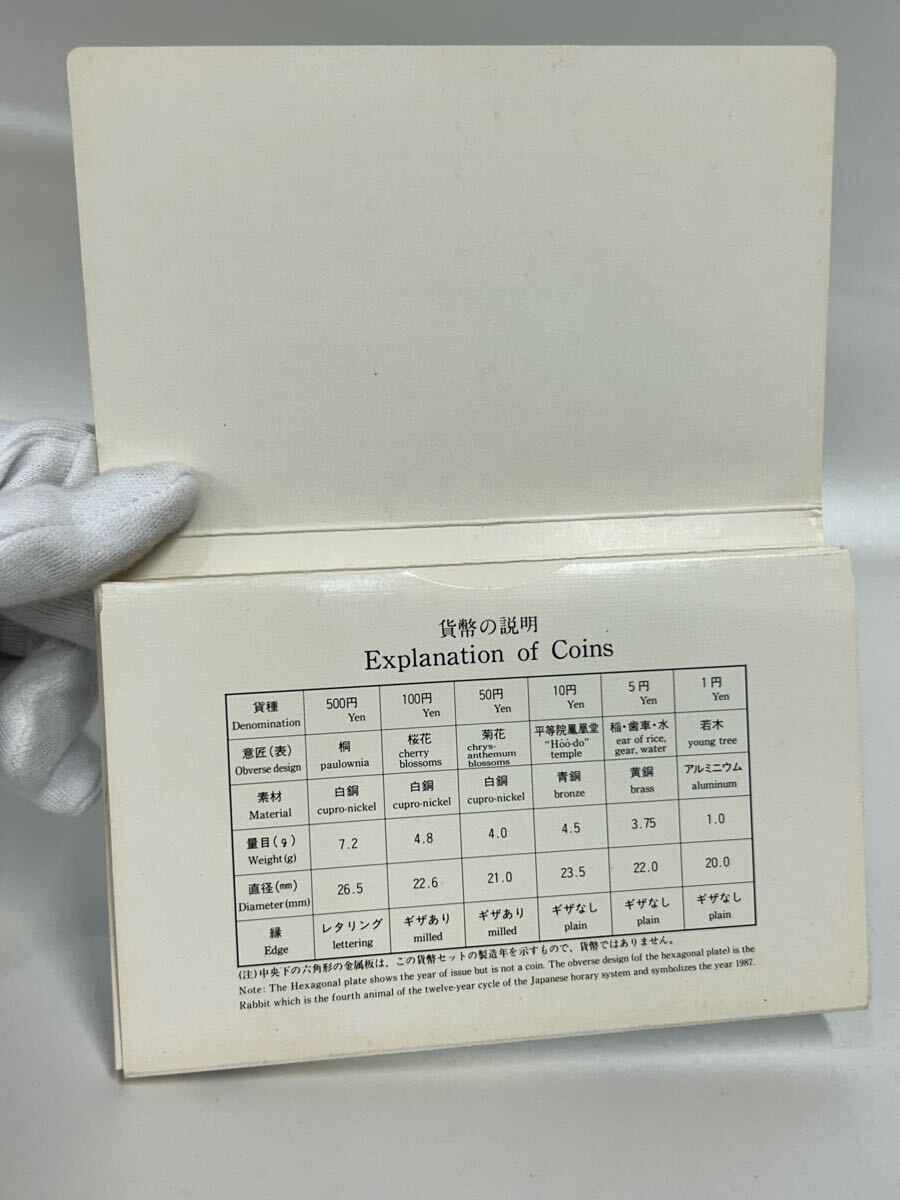 貨幣の説明
Explanation of Coins
貨種 500円 100円 50円 10円 5円 1円
Denomination Yen Yen Yen Yen Yen Yen
意匠(表) 桐 桜花 菊花 平等院鳳凰堂 稲・歯車・水 若木
Obverse design paulownia cherry blossoms chrys-anthemum blossoms "Hōō-do" temple ear of rice, gear, water young tree
素材 白銅 白銅 白銅 青銅 黄銅 アルミニウム
Material cupro-nickel cupro-nickel cupro-nickel bronze brass aluminum
量目(g) 7.2 4.8 4.0 4.5 3.75 1.0
Weight(g)
直径(mm) 26.5 22.6 21.0 23.5 22.0 20.0
Diameter(mm)
縁 レタリング ギザあり ギザあり ギザなし ギザなし ギザなし
Edge lettering milled milled plain plain plain
(注)中央下の六角形の金属板は、この貨幣セットの製造年を示すもので、貨幣ではありません。
Note: The Hexagonal plate shows the year of issue but is not a coin. The obverse design (of the hexagonal plate) is the
Rabbit which is the fourth animal of the twelve-year cycle of the Japanese horary system and symbolizes the year 1987.